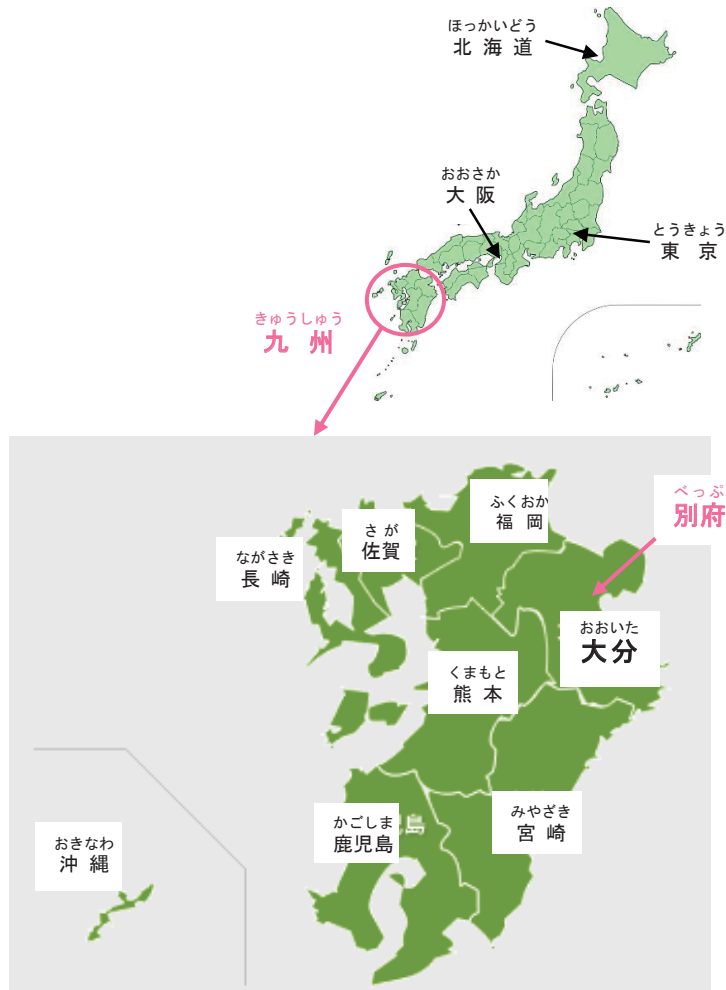 ほっかいどう
北海道
おおさか
大阪
とうきょう
東京
きゅうしゅう
九州
ふくおか
福岡
べっぷ
別府
さが
佐賀
ながさき
長崎
おおいた
大分
くまもと
熊本
みやざき
宮崎
かごしま
鹿児島
児島
おきなわ
沖縄